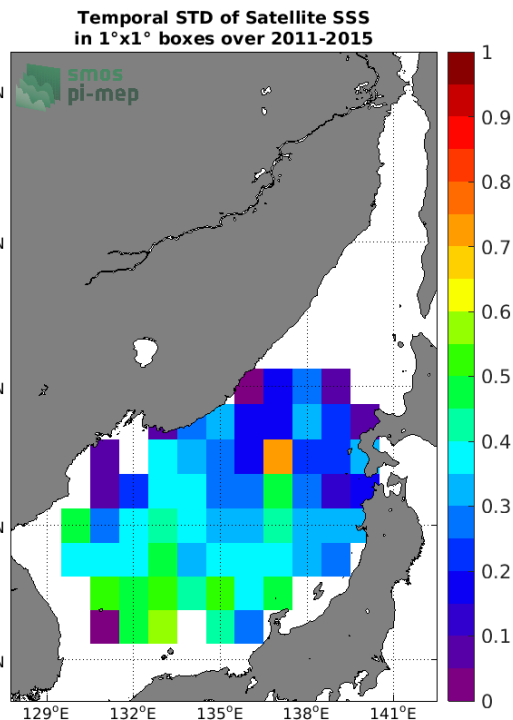 Temporal STD of Satellite SSS
in 1°x1° boxes over 2011-2015
smos
pi-mep
N
N
N
N
N
1
0.9
0.8
0.7
0.6
0.5
0.4
0.3
0.2
0.1
0
129°E 132°E 135°E 138°E 141°E